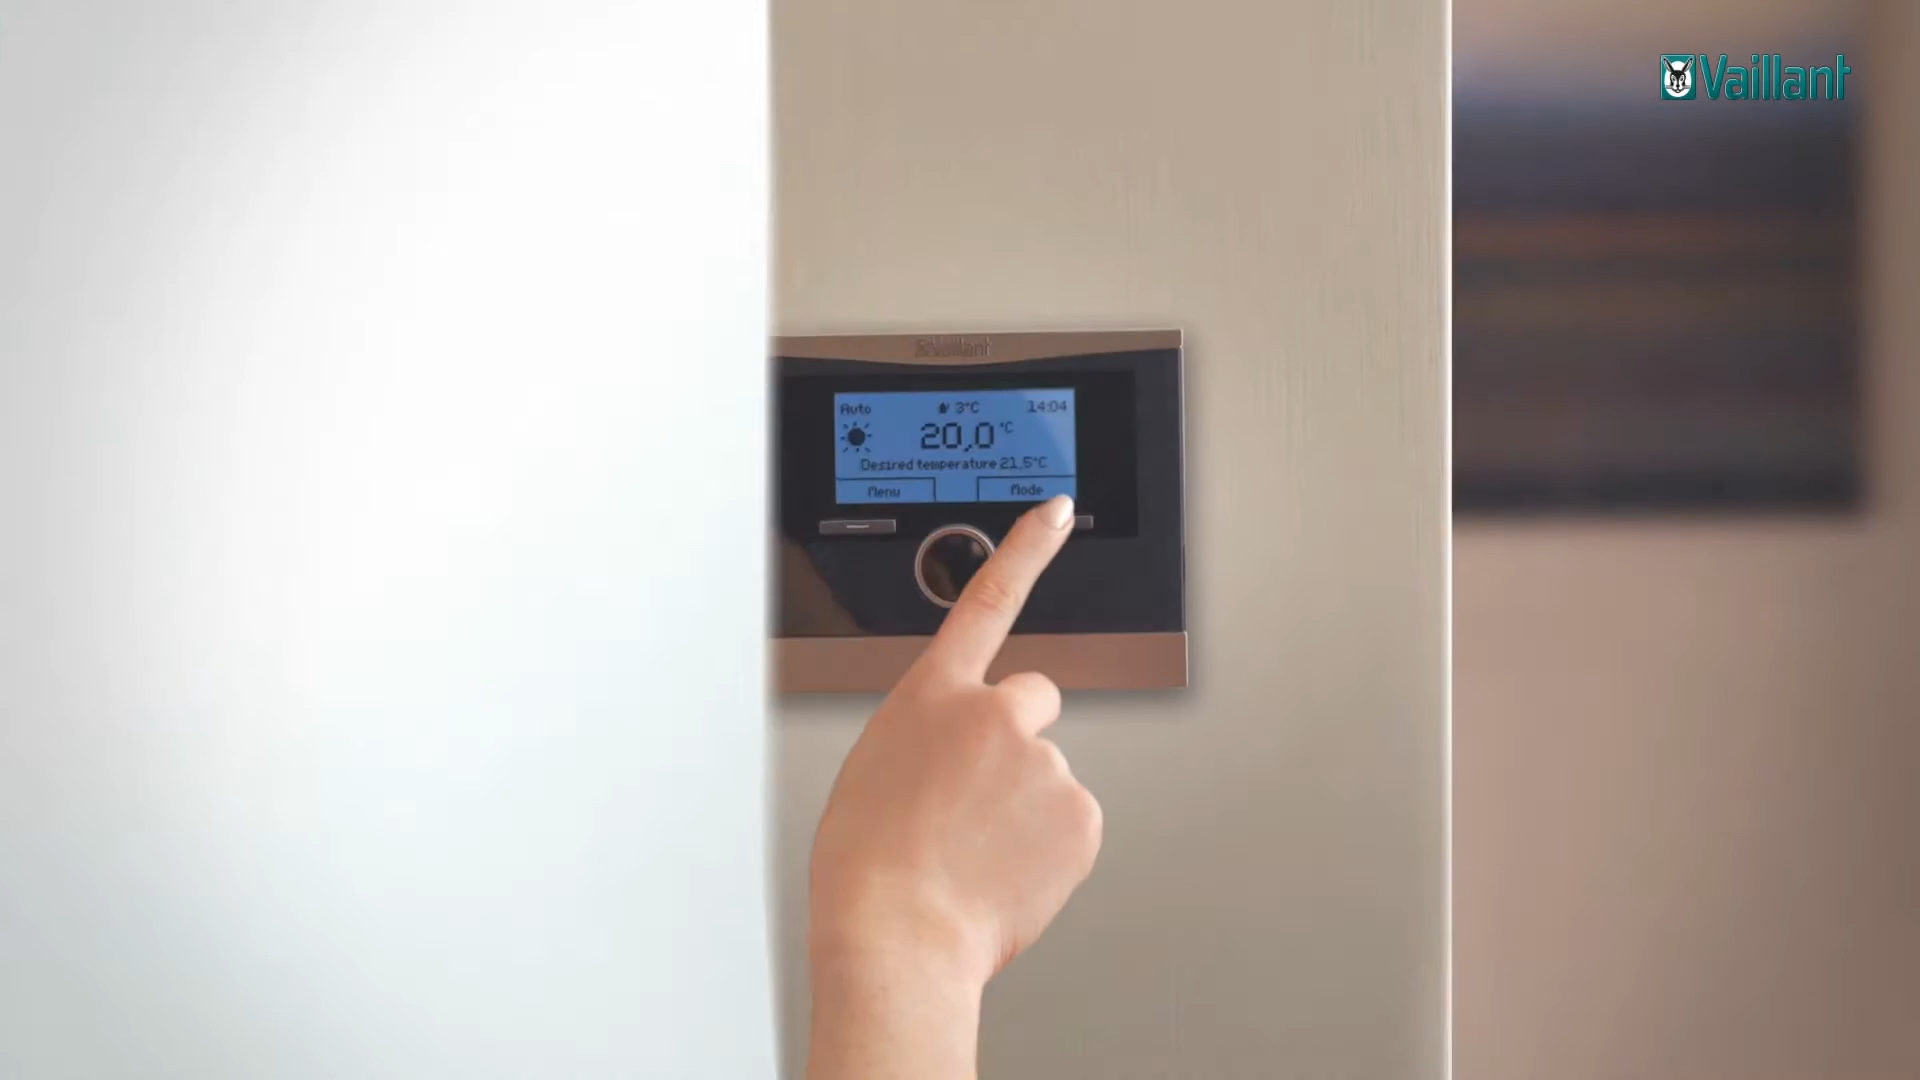 Vaillant
Vaillant
Auto 3°C 14:04
20,0 °C
Desired temperature 21,5°C
Menu Mode